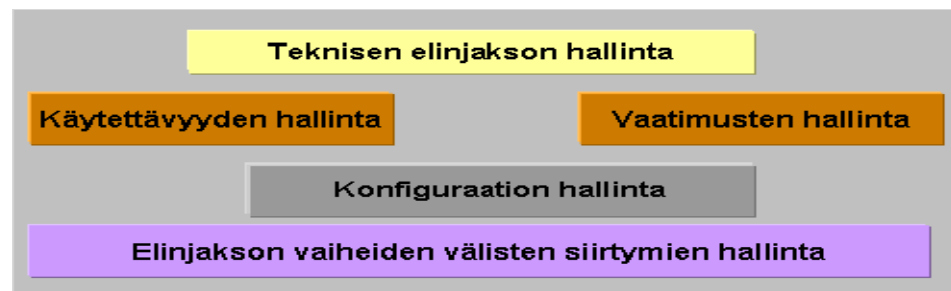 Teknisen elinjakson hallinta
Käytettävyyden hallinta
Vaatimusten hallinta
Konfiguraation hallinta
Elinjakson vaiheiden välisten siirtymien hallinta